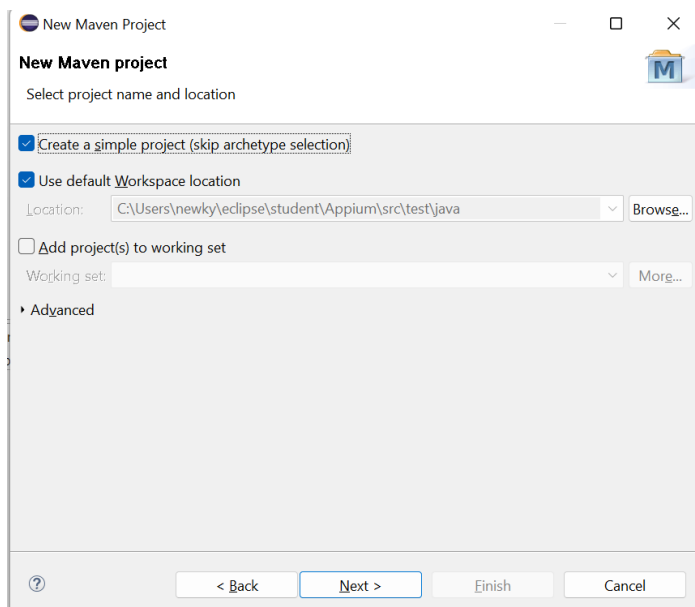 New Maven Project
New Maven project
Select project name and location
M
Create a simple project (skip archetype selection)
Use default Workspace location
Location: C:\Users\newky\eclipse\student\Appium\src\test\java Browse...
Add project(s) to working set
Working set: More...
Advanced
? < Back Next > Finish Cancel